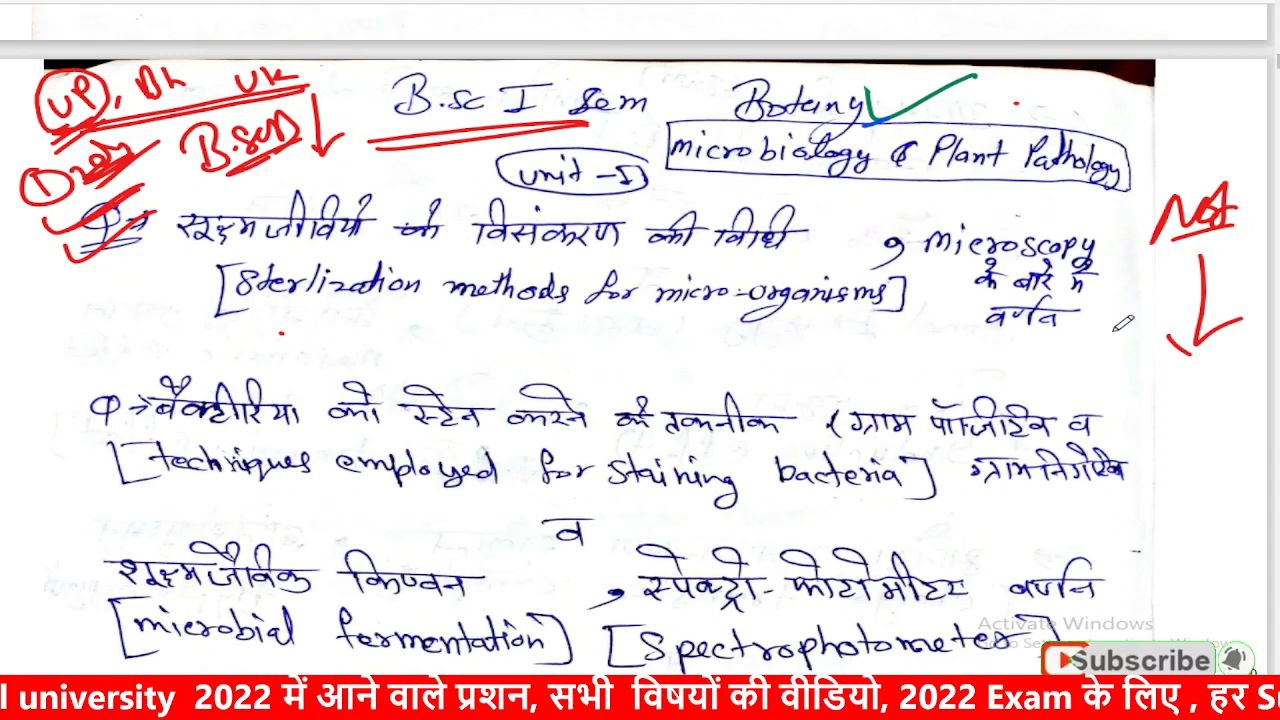 UP, Bh UK
B.sc I sem Botany
B.sc
microbiology & Plant Pathology
unit - I
सूक्ष्मजीवियो के विसंकरण की विधी , microscopy
के बारे मे
[Sterlization methods for micro-organisms]
वर्णन
Q → बैक्टीरिया को स्टेन करने के तकनीक (ग्राम पॉजिटिव व
[techniques employed for staining bacteria] ग्राम निगेटिव
व
सूक्ष्मजैविक किण्वन , स्पेक्ट्रो-फोटोमीटर वर्णन
[microbial fermentation] [Spectrophotometer]
Activate Windows
Subscribe
l university 2022 में आने वाले प्रशन, सभी विषयों की वीडियो, 2022 Exam के लिए , हर S